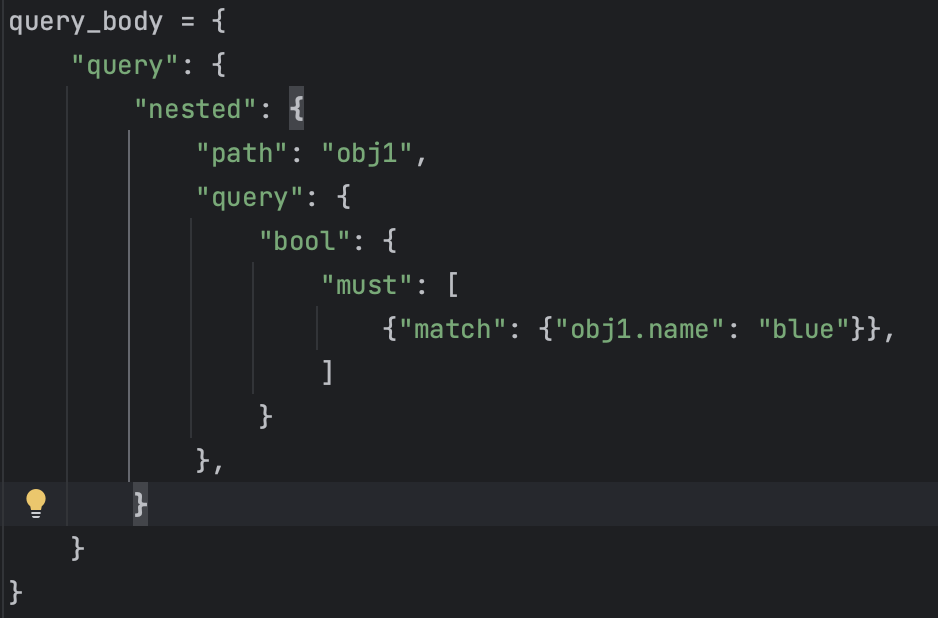 query_body = {
    "query": {
        "nested": {
            "path": "obj1",
            "query": {
                "bool": {
                    "must": [
                        {"match": {"obj1.name": "blue"}},
                    ]
                }
            },
        }
    }
}